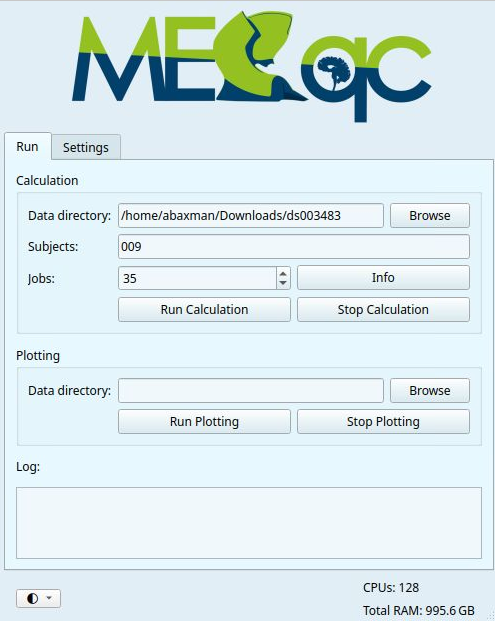 MEGqc
Run Settings
Calculation
Data directory: /home/abaxman/Downloads/ds003483 Browse
Subjects: 009
Jobs: 35 Info
Run Calculation Stop Calculation
Plotting
Data directory: Browse
Run Plotting Stop Plotting
Log:
CPUs: 128
Total RAM: 995.6 GB